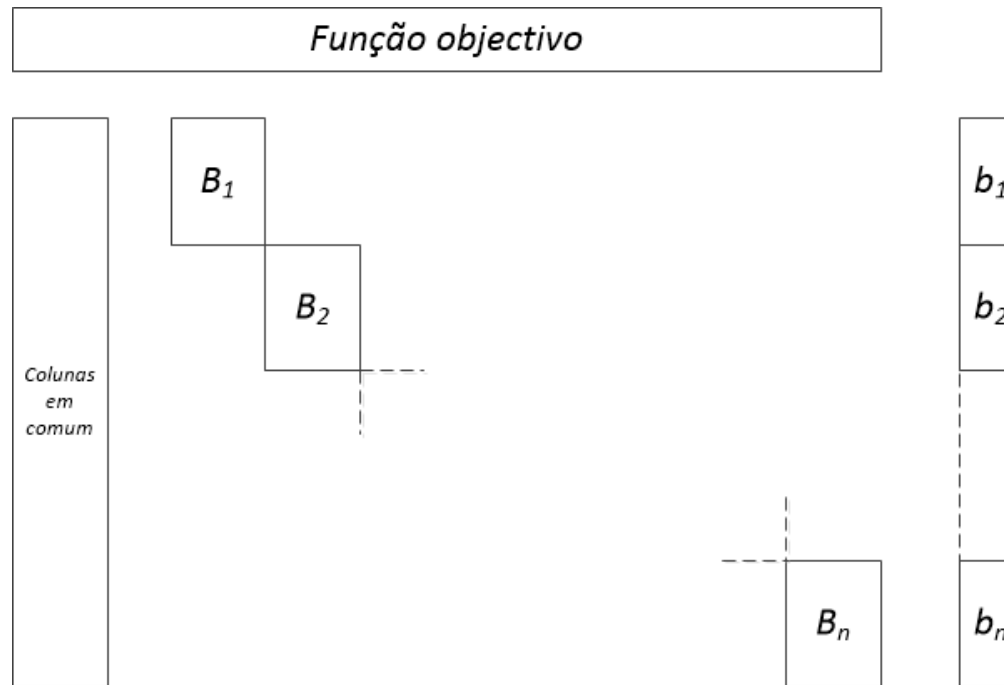 Função objectivo
B₁
b₁
B₂
b₂
Colunas
em
comum
Bₙ
bₙ